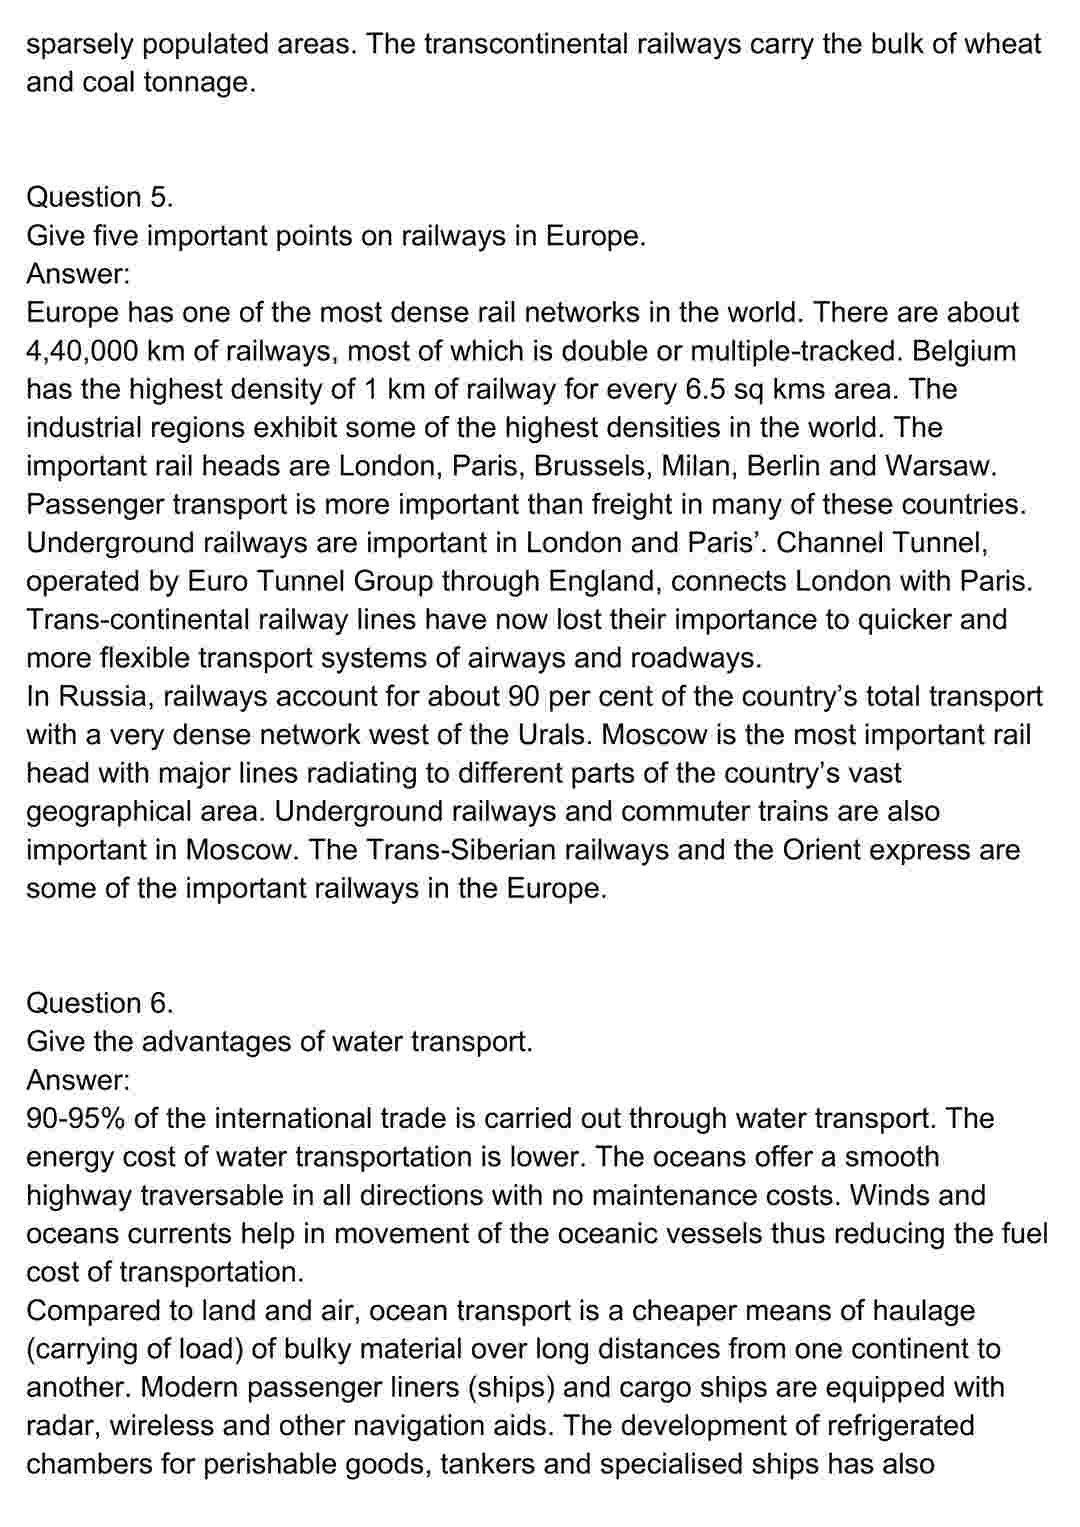 sparsely populated areas. The transcontinental railways carry the bulk of wheat
and coal tonnage.
Question 5.
Give five important points on railways in Europe.
Answer:
Europe has one of the most dense rail networks in the world. There are about
4,40,000 km of railways, most of which is double or multiple-tracked. Belgium
has the highest density of 1 km of railway for every 6.5 sq kms area. The
industrial regions exhibit some of the highest densities in the world. The
important rail heads are London, Paris, Brussels, Milan, Berlin and Warsaw.
Passenger transport is more important than freight in many of these countries.
Underground railways are important in London and Paris’. Channel Tunnel,
operated by Euro Tunnel Group through England, connects London with Paris.
Trans-continental railway lines have now lost their importance to quicker and
more flexible transport systems of airways and roadways.
In Russia, railways account for about 90 per cent of the country’s total transport
with a very dense network west of the Urals. Moscow is the most important rail
head with major lines radiating to different parts of the country’s vast
geographical area. Underground railways and commuter trains are also
important in Moscow. The Trans-Siberian railways and the Orient express are
some of the important railways in the Europe.
Question 6.
Give the advantages of water transport.
Answer:
90-95% of the international trade is carried out through water transport. The
energy cost of water transportation is lower. The oceans offer a smooth
highway traversable in all directions with no maintenance costs. Winds and
oceans currents help in movement of the oceanic vessels thus reducing the fuel
cost of transportation.
Compared to land and air, ocean transport is a cheaper means of haulage
(carrying of load) of bulky material over long distances from one continent to
another. Modern passenger liners (ships) and cargo ships are equipped with
radar, wireless and other navigation aids. The development of refrigerated
chambers for perishable goods, tankers and specialised ships has also